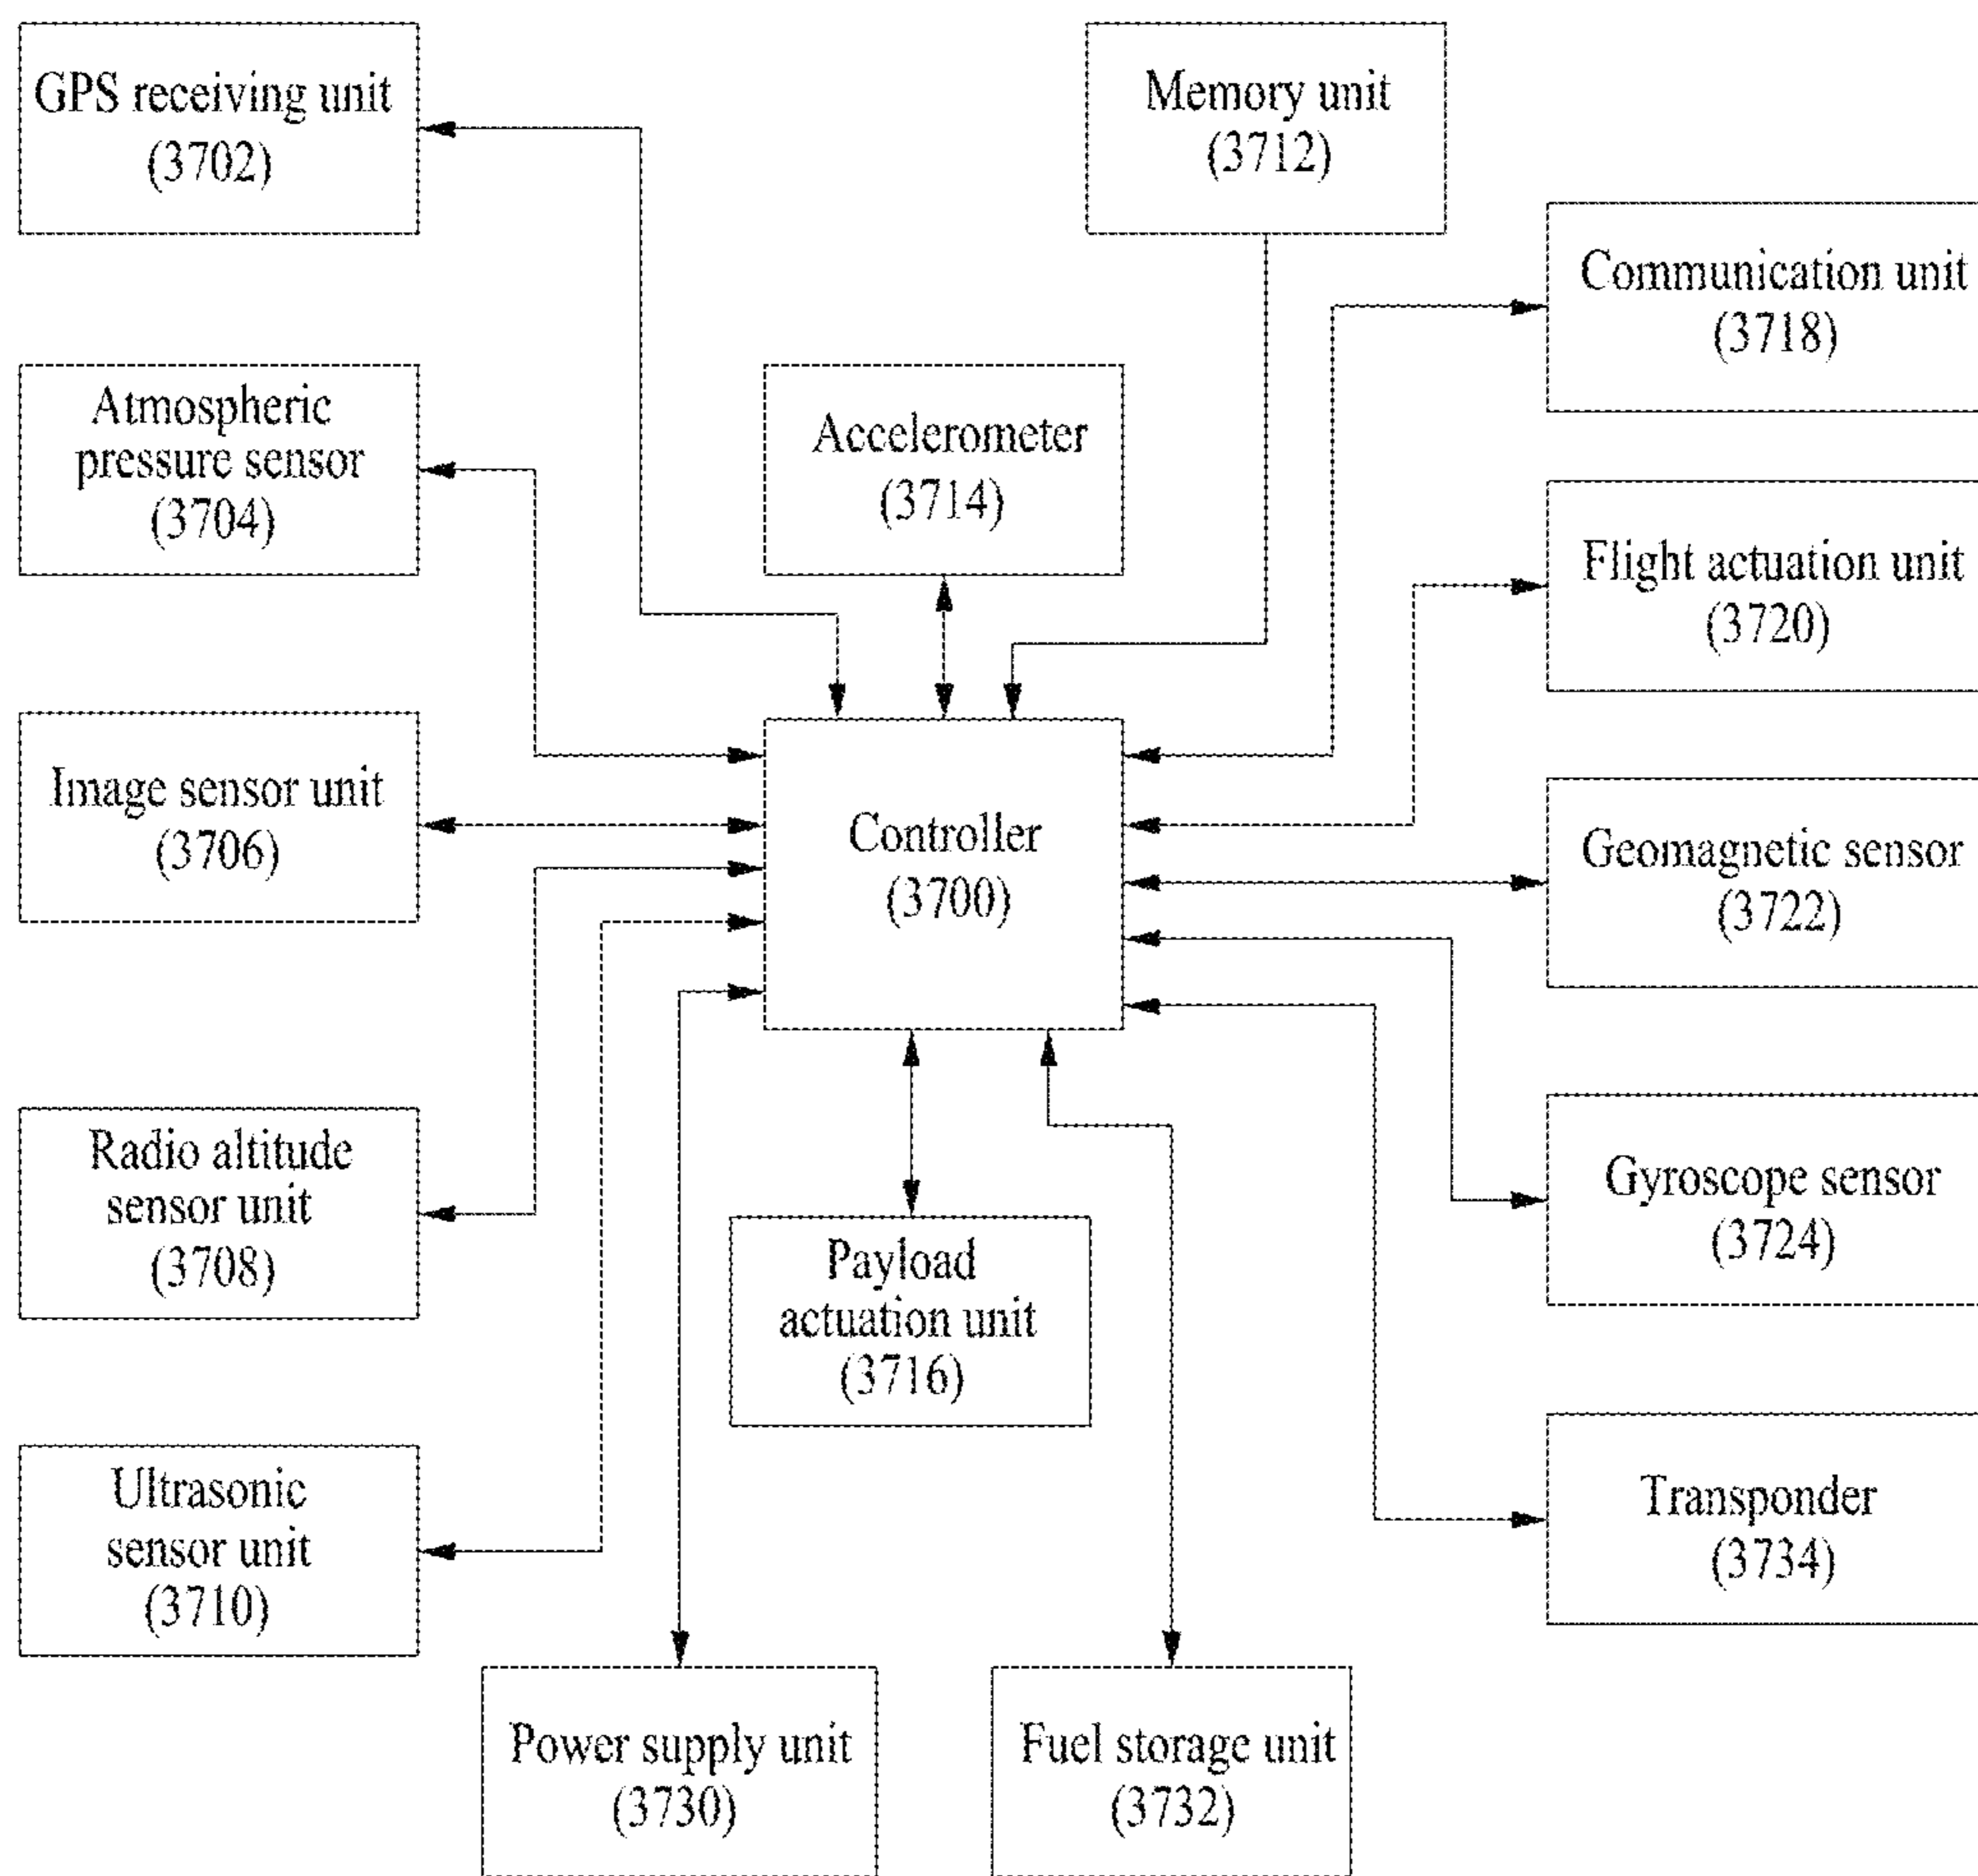 GPS receiving unit
(3702)
Memory unit
(3712)
Communication unit
(3718)
Atmospheric
pressure sensor
(3704)
Accelerometer
(3714)
Flight actuation unit
(3720)
Image sensor unit
(3706)
Controller
(3700)
Geomagnetic sensor
(3722)
Radio altitude
sensor unit
(3708)
Payload
actuation unit
(3716)
Gyroscope sensor
(3724)
Ultrasonic
sensor unit
(3710)
Transponder
(3734)
Power supply unit
(3730)
Fuel storage unit
(3732)